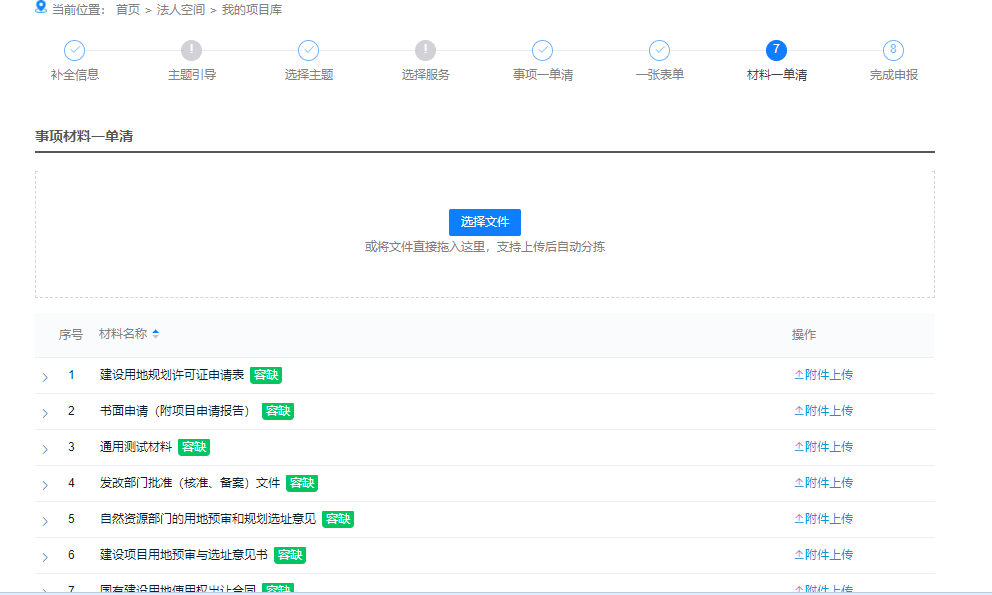 当前位置： 首页 > 法人空间 > 我的项目库
! ! 7 8
补全信息 主题引导 选择主题 选择服务 事项一单清 一张表单 材料一单清 完成申报
事项材料一单清
选择文件
或将文件直接拖入这里，支持上传后自动分拣
序号 材料名称 操作
1 建设用地规划许可证申请表 容缺 附件上传
2 书面申请（附项目申请报告） 容缺 附件上传
3 通用测试材料 容缺 附件上传
4 发改部门批准（核准、备案）文件 容缺 附件上传
5 自然资源部门的用地预审和规划选址意见 容缺 附件上传
6 建设项目用地预审与选址意见书 容缺 附件上传
7 国有建设用地使用权出让合同 容缺 附件上传